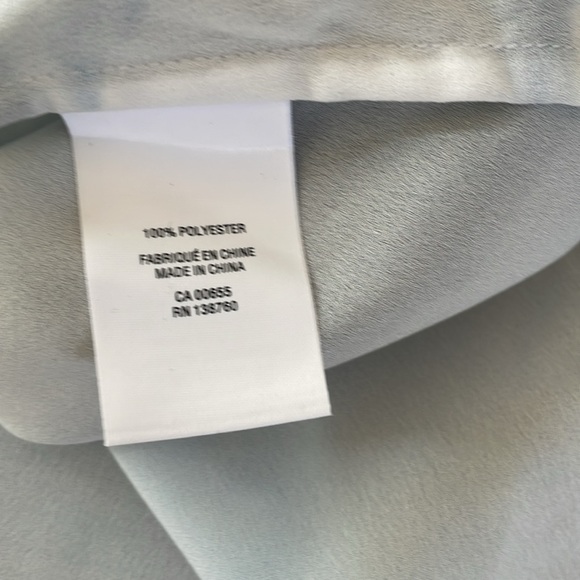 100% POLYESTER
FABRIQUÉ EN CHINE
MADE IN CHINA
CA 00655
RN 138760